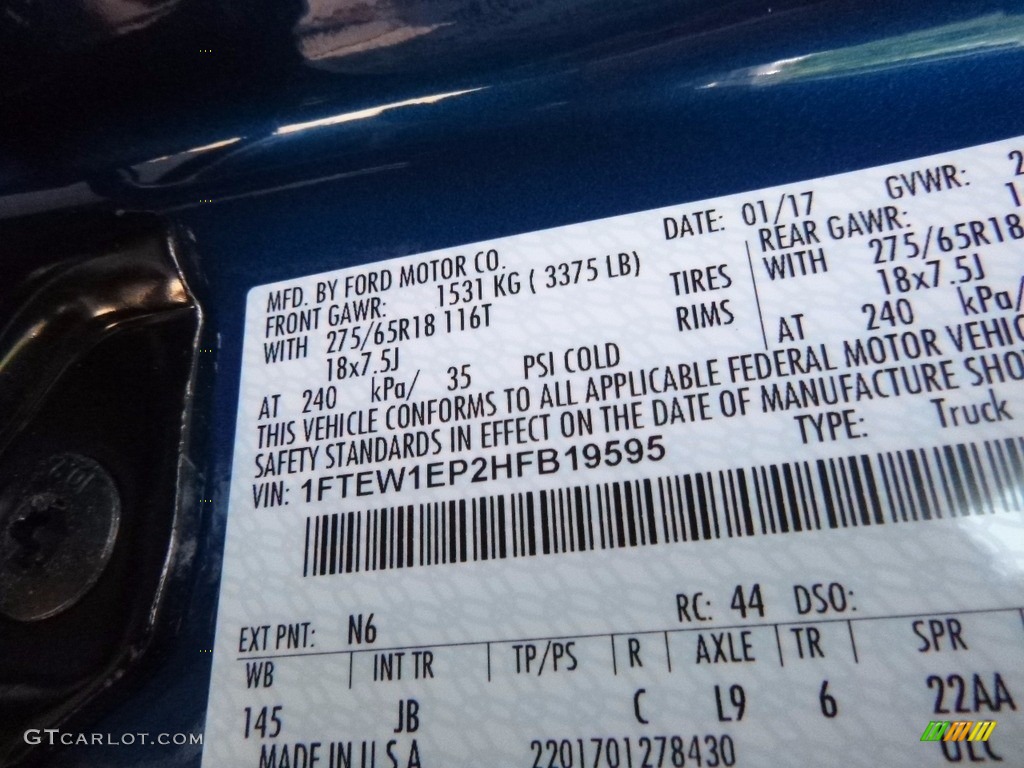 MFD. BY FORD MOTOR CO. DATE: 01/17 GVWR: 2
FRONT GAWR: 1531 KG ( 3375 LB) REAR GAWR: 1
WITH 275/65R18 116T TIRES WITH 275/65R18
18x7.5J RIMS 18x7.5J
AT 240 kPa/ 35 PSI COLD AT 240 kPa/
THIS VEHICLE CONFORMS TO ALL APPLICABLE FEDERAL MOTOR VEHIC
SAFETY STANDARDS IN EFFECT ON THE DATE OF MANUFACTURE SHO
VIN: 1FTEW1EP2HFB19595 TYPE: Truck
EXT PNT: N6 RC: 44 DSO:
WB INT TR TP/PS R AXLE TR SPR
145 JB C L9 6 22AA
MADE IN U.S.A. 2201701278430
GTCARLOT.COM